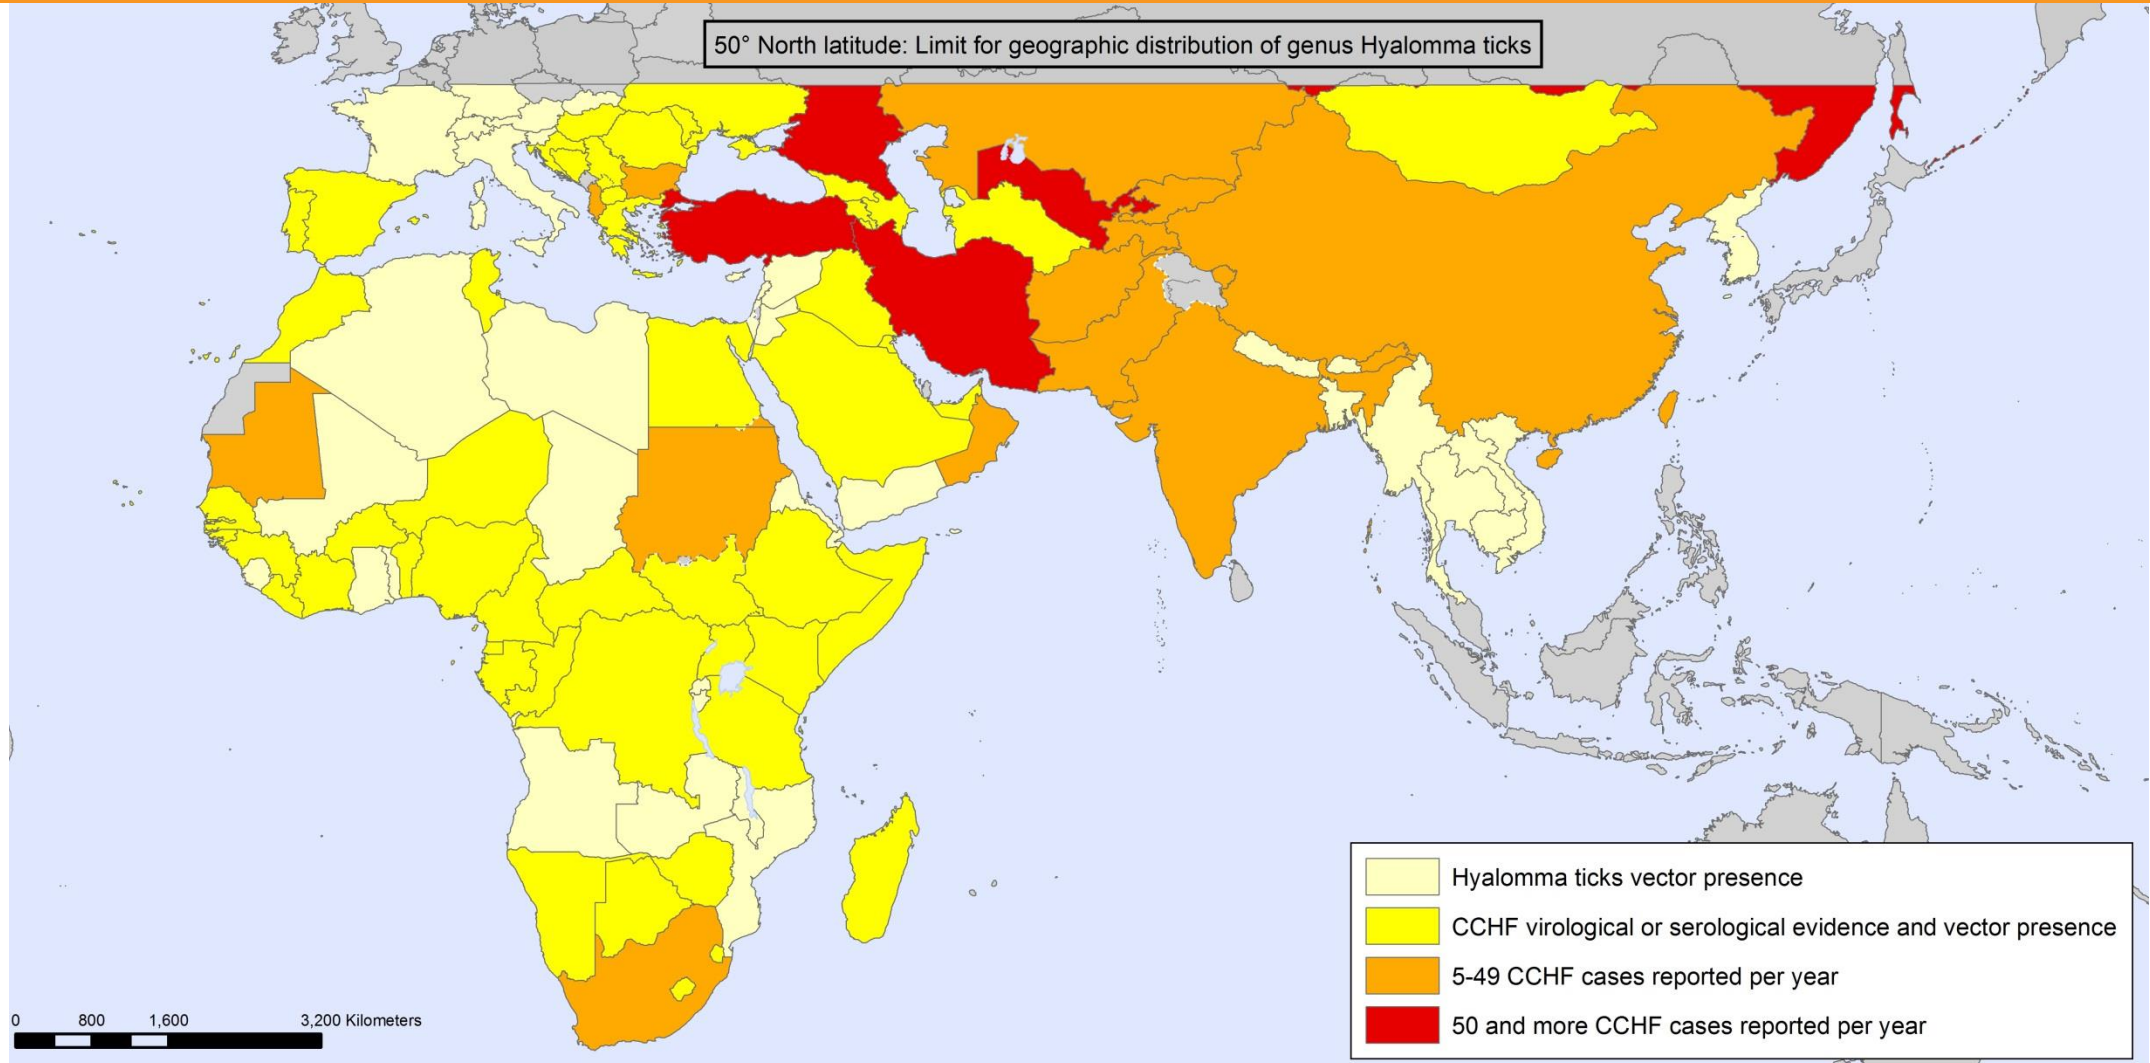 50° North latitude: Limit for geographic distribution of genus Hyalomma ticks
Hyalomma ticks vector presence
CCHF virological or serological evidence and vector presence
5-49 CCHF cases reported per year
50 and more CCHF cases reported per year
0 800 1,600 3,200 Kilometers